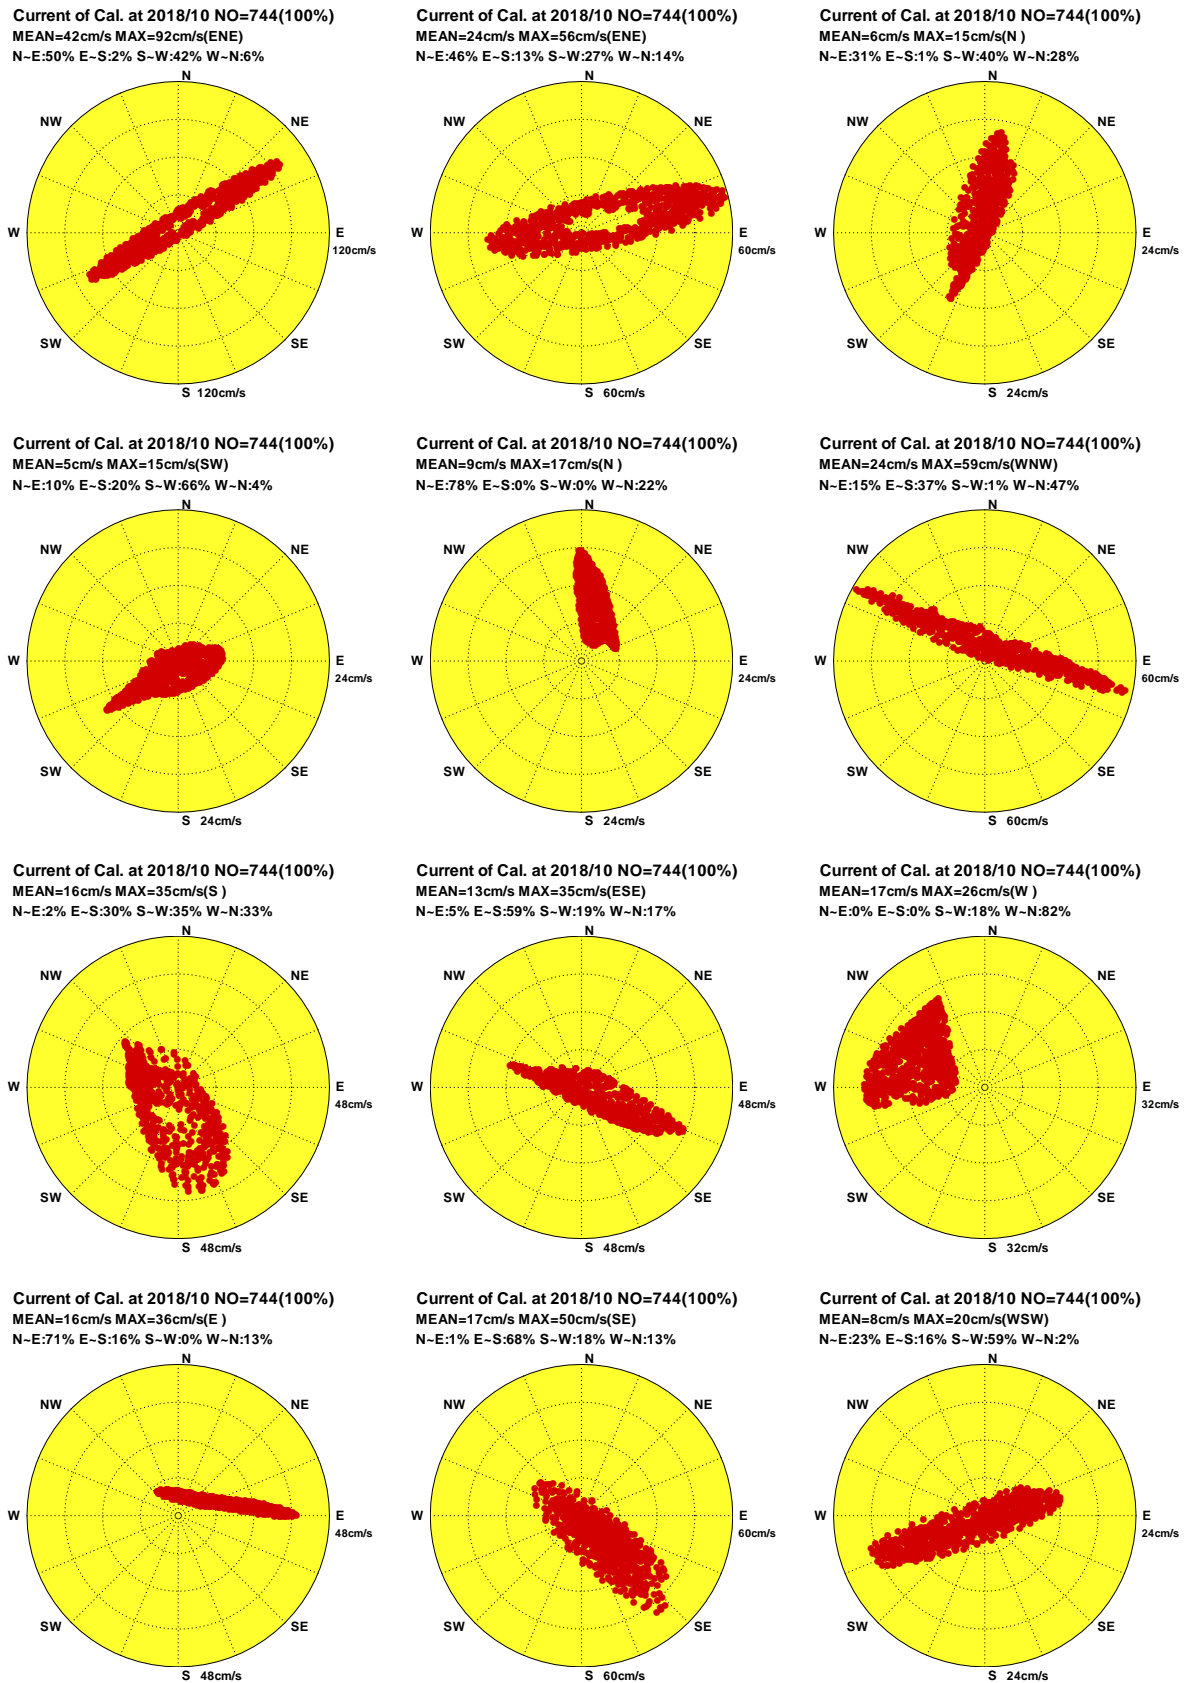 Current of Cal. at 2018/10 NO=744(100%)
MEAN=42cm/s MAX=92cm/s(ENE)
N~E:50% E~S:2% S~W:42% W~N:6%
N
NW
NE
W
E
120cm/s
SW
SE
S 120cm/s
Current of Cal. at 2018/10 NO=744(100%)
MEAN=24cm/s MAX=56cm/s(ENE)
N~E:46% E~S:13% S~W:27% W~N:14%
N
NW
NE
W
E
60cm/s
SW
SE
S 60cm/s
Current of Cal. at 2018/10 NO=744(100%)
MEAN=6cm/s MAX=15cm/s(N )
N~E:31% E~S:1% S~W:40% W~N:28%
N
NW
NE
W
E
24cm/s
SW
SE
S 24cm/s
Current of Cal. at 2018/10 NO=744(100%)
MEAN=5cm/s MAX=15cm/s(SW)
N~E:10% E~S:20% S~W:66% W~N:4%
N
NW
NE
W
E
24cm/s
SW
SE
S 24cm/s
Current of Cal. at 2018/10 NO=744(100%)
MEAN=9cm/s MAX=17cm/s(N )
N~E:78% E~S:0% S~W:0% W~N:22%
N
NW
NE
W
E
24cm/s
SW
SE
S 24cm/s
Current of Cal. at 2018/10 NO=744(100%)
MEAN=24cm/s MAX=59cm/s(WNW)
N~E:15% E~S:37% S~W:1% W~N:47%
N
NW
NE
W
E
60cm/s
SW
SE
S 60cm/s
Current of Cal. at 2018/10 NO=744(100%)
MEAN=16cm/s MAX=35cm/s(S )
N~E:2% E~S:30% S~W:35% W~N:33%
N
NW
NE
W
E
48cm/s
SW
SE
S 48cm/s
Current of Cal. at 2018/10 NO=744(100%)
MEAN=13cm/s MAX=35cm/s(ESE)
N~E:5% E~S:59% S~W:19% W~N:17%
N
NW
NE
W
E
48cm/s
SW
SE
S 48cm/s
Current of Cal. at 2018/10 NO=744(100%)
MEAN=17cm/s MAX=26cm/s(W )
N~E:0% E~S:0% S~W:18% W~N:82%
N
NW
NE
W
E
32cm/s
SW
SE
S 32cm/s
Current of Cal. at 2018/10 NO=744(100%)
MEAN=16cm/s MAX=36cm/s(E )
N~E:71% E~S:16% S~W:0% W~N:13%
N
NW
NE
W
E
48cm/s
SW
SE
S 48cm/s
Current of Cal. at 2018/10 NO=744(100%)
MEAN=17cm/s MAX=50cm/s(SE)
N~E:1% E~S:68% S~W:18% W~N:13%
N
NW
NE
W
E
60cm/s
SW
SE
S 60cm/s
Current of Cal. at 2018/10 NO=744(100%)
MEAN=8cm/s MAX=20cm/s(WSW)
N~E:23% E~S:16% S~W:59% W~N:2%
N
NW
NE
W
E
24cm/s
SW
SE
S 24cm/s